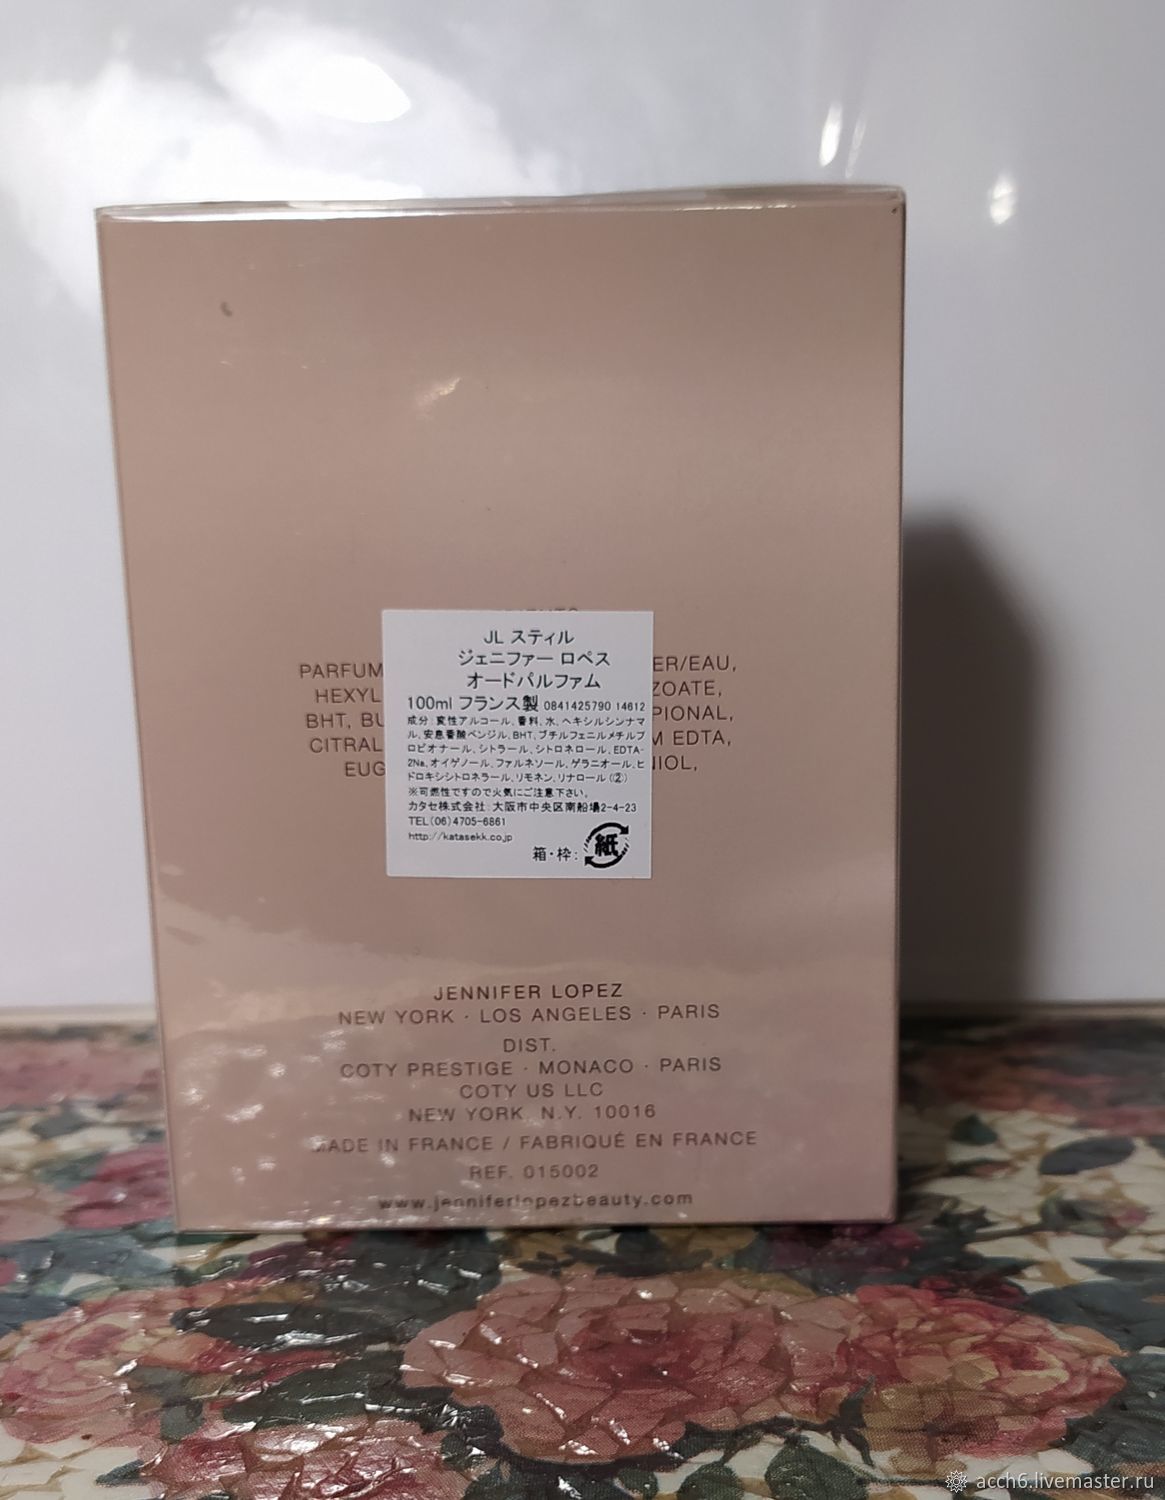 PARFUM
ER/EAU,
HEXYL
ZOATE,
BHT, BU
PIONAL,
CITRAL
M EDTA,
EUG
NIOL,
JL スティル
ジェニファー ロペス
オードパルファム
100ml フランス製 0841425790 14612
成分:変性アルコール、香料、水、ヘキシルシンナマ
ル、安息香酸ベンジル、BHT、ブチルフェニルメチルプ
ロピオナール、シトラール、シトロネロール、EDTA-
2Na、オイゲノール、ファルネソール、ゲラニオール、ヒ
ドロキシシトロネラール、リモネン、リナロール(②)
※可燃性ですので火気にご注意下さい。
カタセ株式会社:大阪市中央区南船場2-4-23
TEL(06)4705-6861
http://katasekk.co.jp
箱・枠: 紙
JENNIFER LOPEZ
NEW YORK · LOS ANGELES · PARIS
DIST.
COTY PRESTIGE · MONACO · PARIS
COTY US LLC
NEW YORK, N.Y. 10016
MADE IN FRANCE / FABRIQUÉ EN FRANCE
REF. 015002
www.jenniferlopezbeauty.com
acch6.livemaster.ru